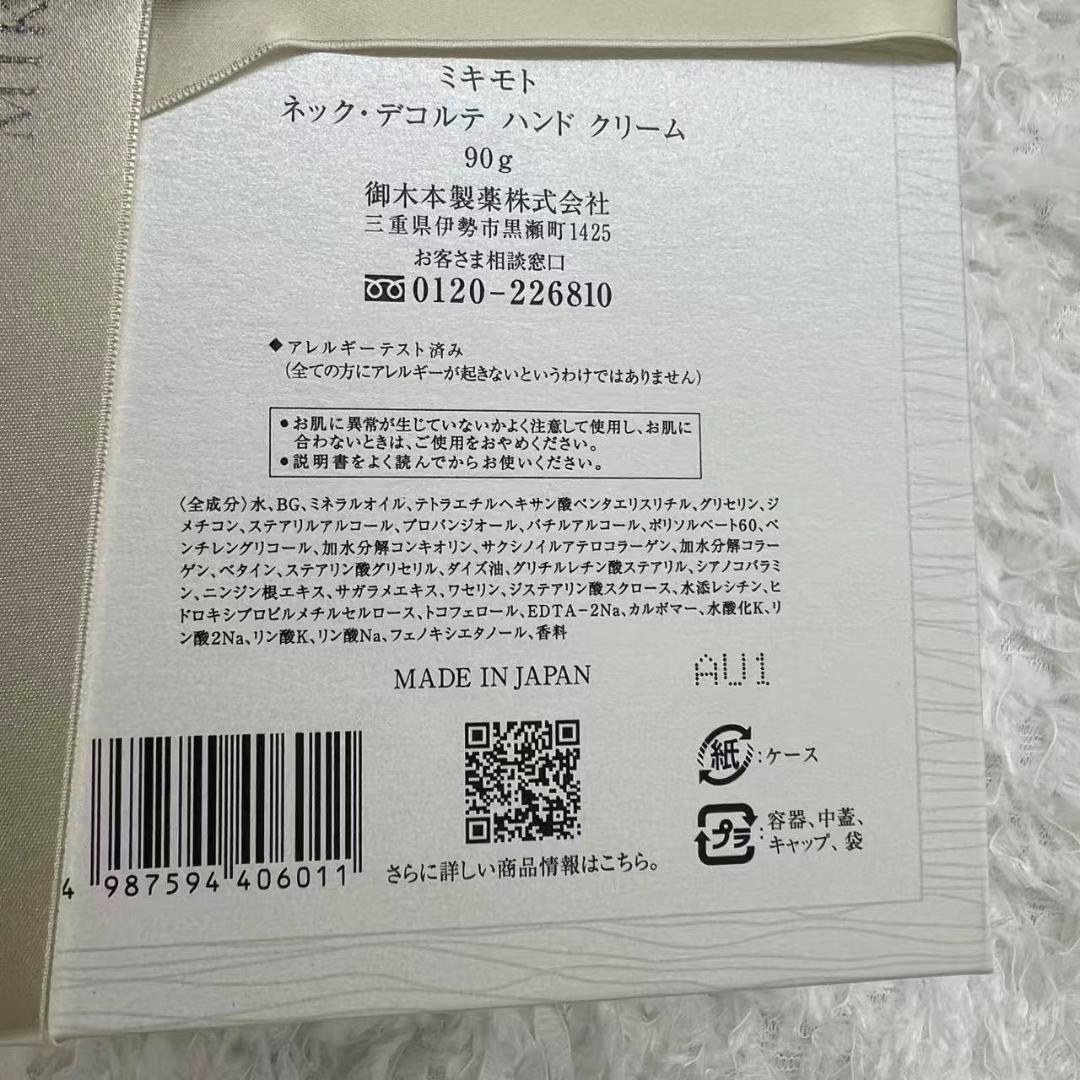 ミキモト
ネック・デコルテ ハンド クリーム
90g
御木本製薬株式会社
三重県伊勢市黒瀬町1425
お客さま相談窓口
0120-226810
◆アレルギーテスト済み
(全ての方にアレルギーが起きないというわけではありません)
●お肌に異常が生じていないかよく注意して使用し、お肌に
合わないときは、ご使用をおやめください。
●説明書をよく読んでからお使いください。
〈全成分〉水、BG、ミネラルオイル、テトラエチルヘキサン酸ペンタエリスリチル、グリセリン、ジ
メチコン、ステアリルアルコール、プロパンジオール、バチルアルコール、ポリソルベート60、ペ
ンチレングリコール、加水分解コンキオリン、サクシノイルアテロコラーゲン、加水分解コラー
ゲン、ベタイン、ステアリン酸グリセリル、ダイズ油、グリチルレチン酸ステアリル、シアノコバラミ
ン、ニンジン根エキス、サガラメエキス、ワセリン、ジステアリン酸スクロース、水添レシチン、ヒ
ドロキシプロピルメチルセルロース、トコフェロール、EDTA-2Na、カルボマー、水酸化K、リ
ン酸2Na、リン酸K、リン酸Na、フェノキシエタノール、香料
MADE IN JAPAN
AU1
紙:ケース
プラ:容器、中蓋、
キャップ、袋
さらに詳しい商品情報はこちら。
4 987594 406011